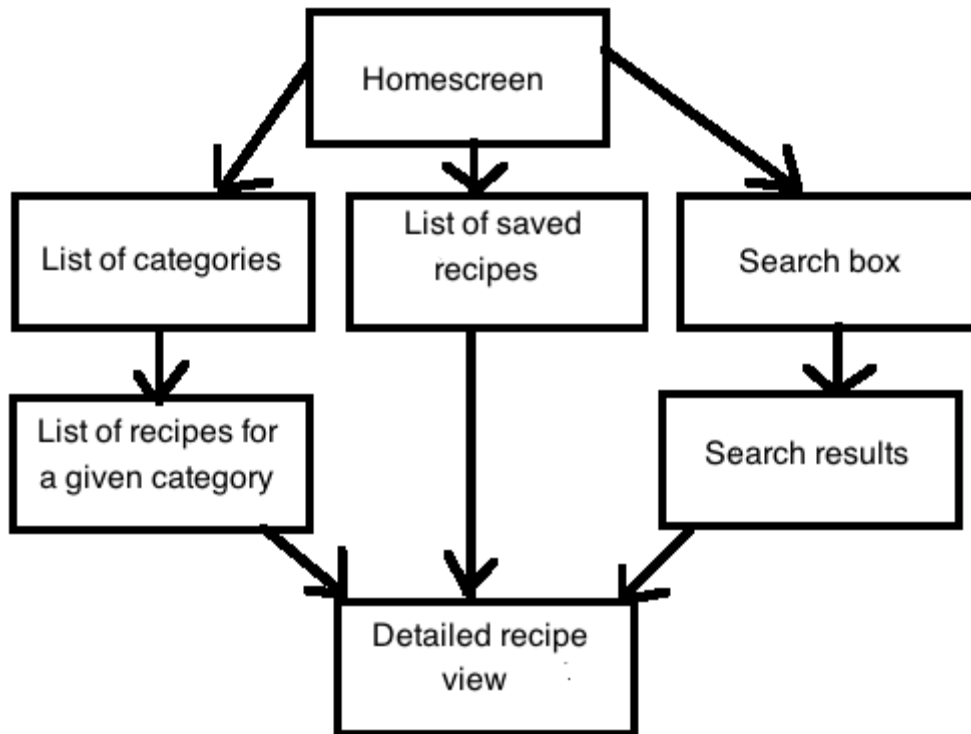 Homescreen
List of categories
List of saved
recipes
Search box
List of recipes for
a given category
Search results
Detailed recipe
view